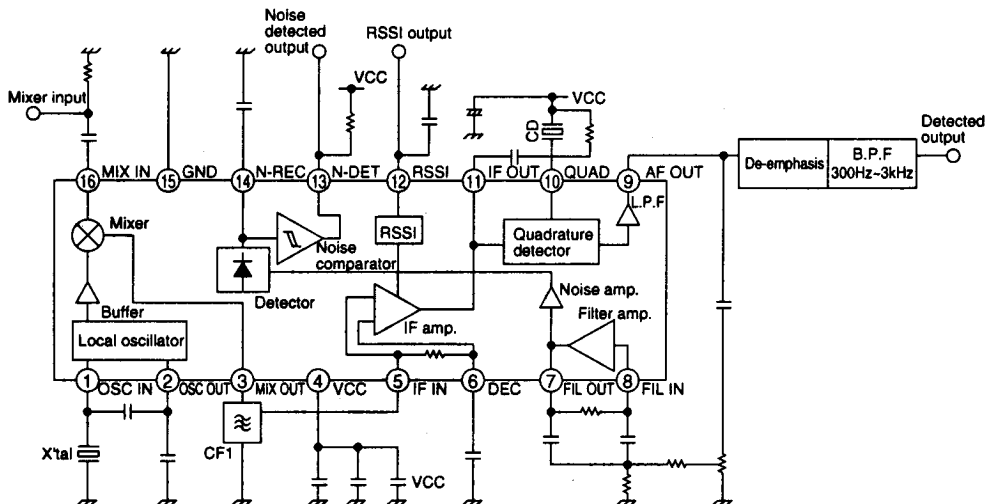 Noise
detected
output
RSSI output
VCC
VCC
Mixer input
CD
Detected
output
De-emphasis
B.P.F
300Hz~3kHz
16 MIX IN
15 GND
14 N-REC
13 N-DET
12 RSSI
11 IF OUT
10 QUAD
9 AF OUT
Mixer
RSSI
L.P.F
Quadrature
detector
Noise
comparator
Detector
Noise amp.
Filter amp.
IF amp.
Buffer
Local oscillator
1 OSC IN
2 OSC OUT
3 MIX OUT
4 VCC
5 IF IN
6 DEC
7 FIL OUT
8 FIL IN
X'tal
CF1
VCC